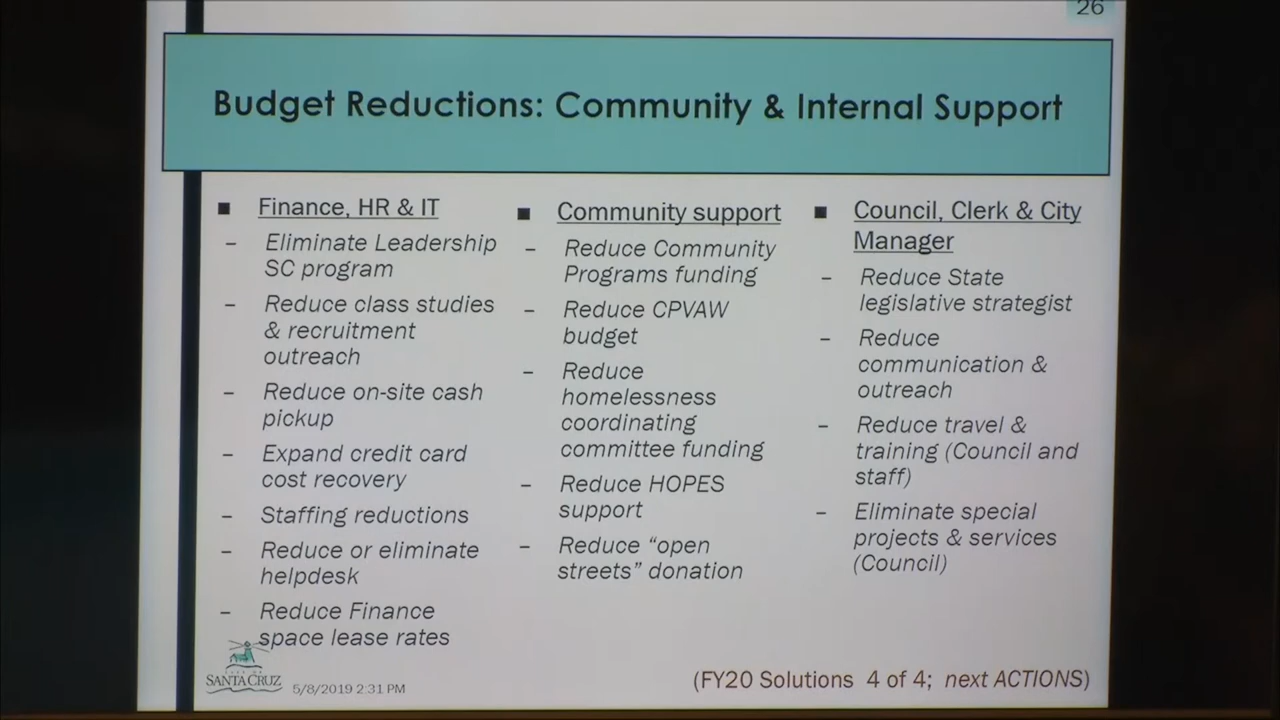 26
Budget Reductions: Community & Internal Support
■ Finance, HR & IT
– Eliminate Leadership
SC program
– Reduce class studies
& recruitment
outreach
– Reduce on-site cash
pickup
– Expand credit card
cost recovery
– Staffing reductions
– Reduce or eliminate
helpdesk
– Reduce Finance
space lease rates
■ Community support
– Reduce Community
Programs funding
– Reduce CPVAW
budget
– Reduce
homelessness
coordinating
committee funding
– Reduce HOPES
support
– Reduce “open
streets” donation
■ Council, Clerk & City
Manager
– Reduce State
legislative strategist
– Reduce
communication &
outreach
– Reduce travel &
training (Council and
staff)
– Eliminate special
projects & services
(Council)
SANTA CRUZ
5/8/2019 2:31 PM
(FY20 Solutions 4 of 4; next ACTIONS)